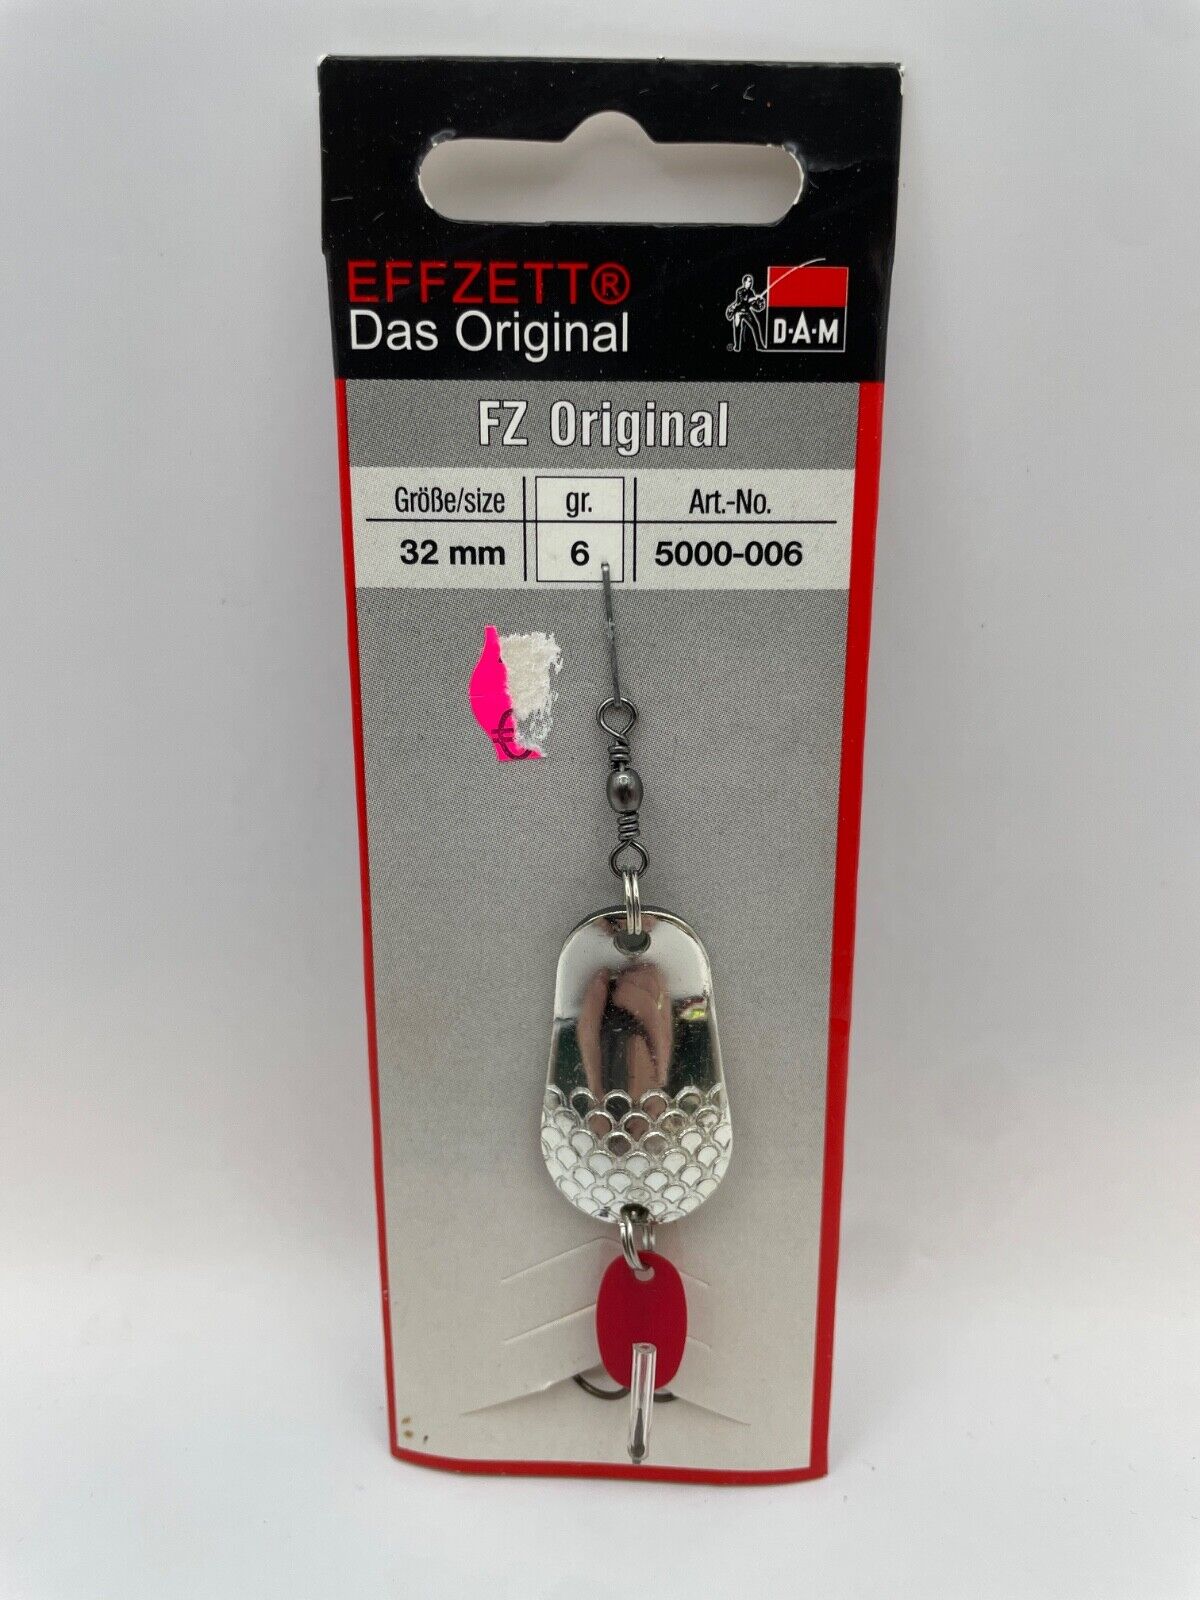 EFFZETT®
Das Original
D·A·M
®
FZ Original
Größe/size gr. Art.-No.
32 mm 6 5000-006
€